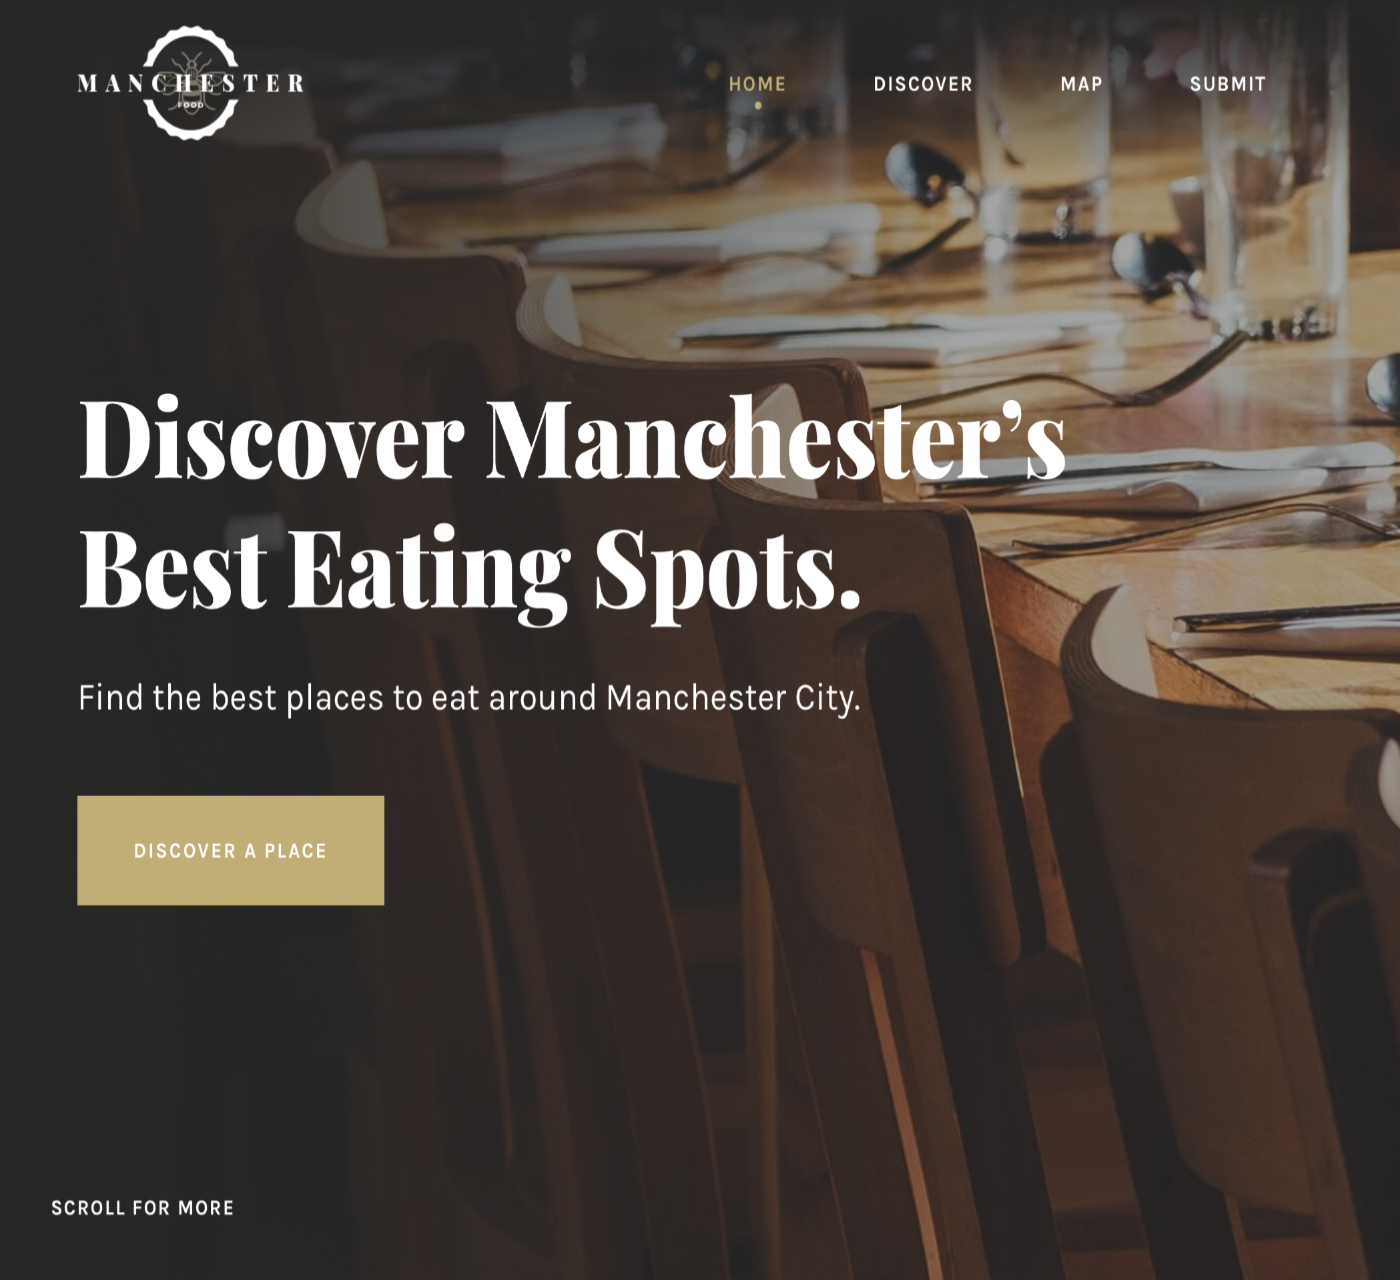 MANCHESTER
FOOD
HOME DISCOVER MAP SUBMIT
Discover Manchester’s
Best Eating Spots.
Find the best places to eat around Manchester City.
DISCOVER A PLACE
SCROLL FOR MORE